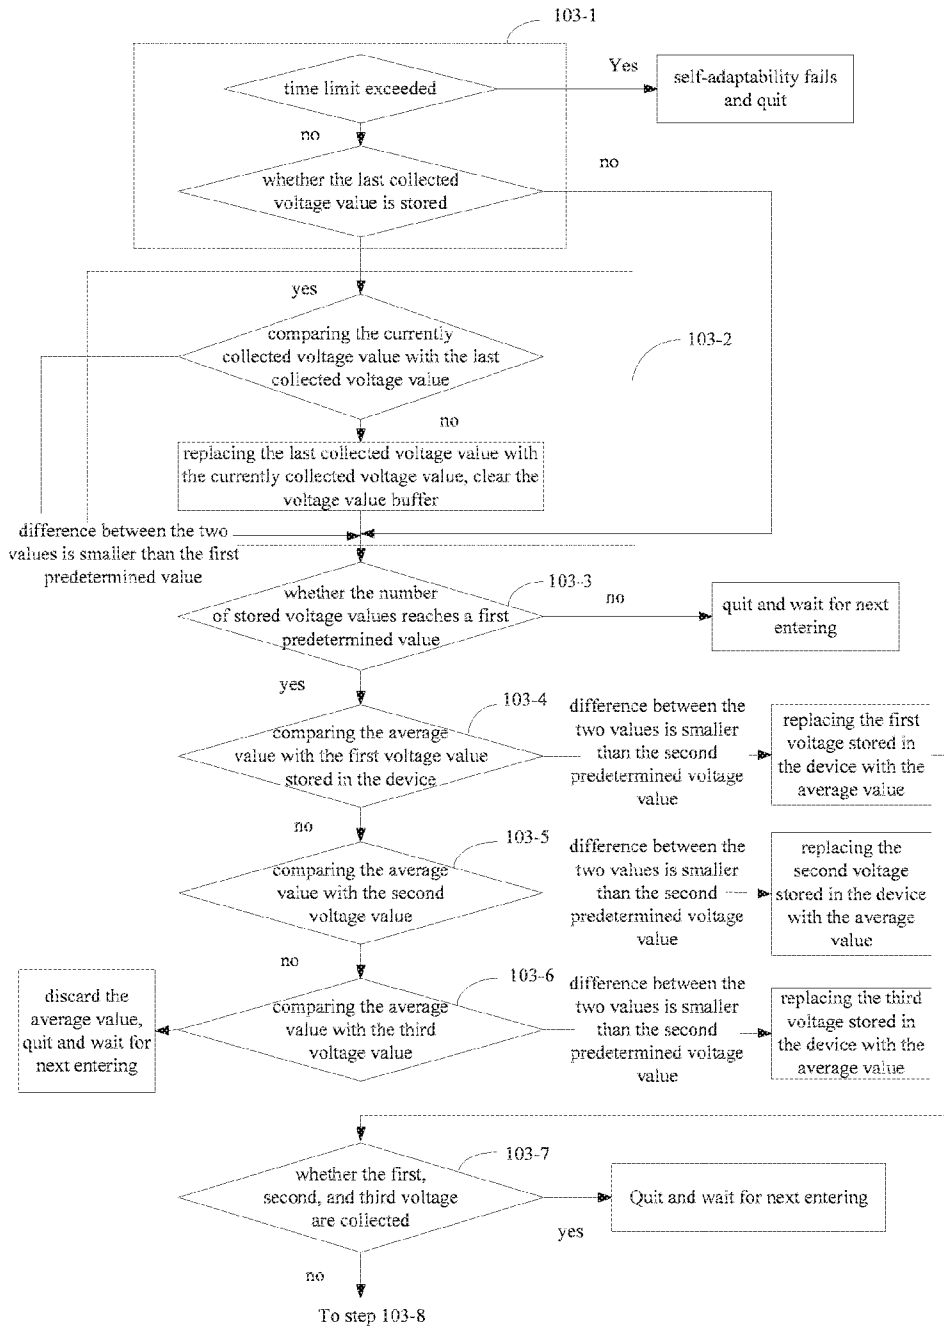 103-1
time limit exceeded
Yes
self-adaptability fails
and quit
no
whether the last collected
voltage value is stored
no
yes
comparing the currently
collected voltage value with the last
collected voltage value
103-2
no
replacing the last collected voltage value with
the currently collected voltage value, clear the
voltage value buffer
difference between the two
values is smaller than the first
predetermined value
103-3
whether the number
of stored voltage values reaches a first
predetermined value
no
quit and wait for next
entering
yes
103-4
comparing the average
value with the first voltage value
stored in the device
difference between the
two values is smaller
than the second
predetermined voltage
value
replacing the first
voltage stored in
the device with the
average value
no
103-5
comparing the average
value with the second
voltage value
difference between the
two values is smaller
than the second
predetermined voltage
value
replacing the
second voltage
stored in the device
with the average
value
no
103-6
discard the
average value,
quit and wait for
next entering
comparing the average
value with the third
voltage value
difference between the
two values is smaller
than the second
predetermined voltage
value
replacing the third
voltage stored in
the device with the
average value
103-7
whether the first,
second, and third voltage
are collected
Quit and wait for next entering
yes
no
To step 103-8